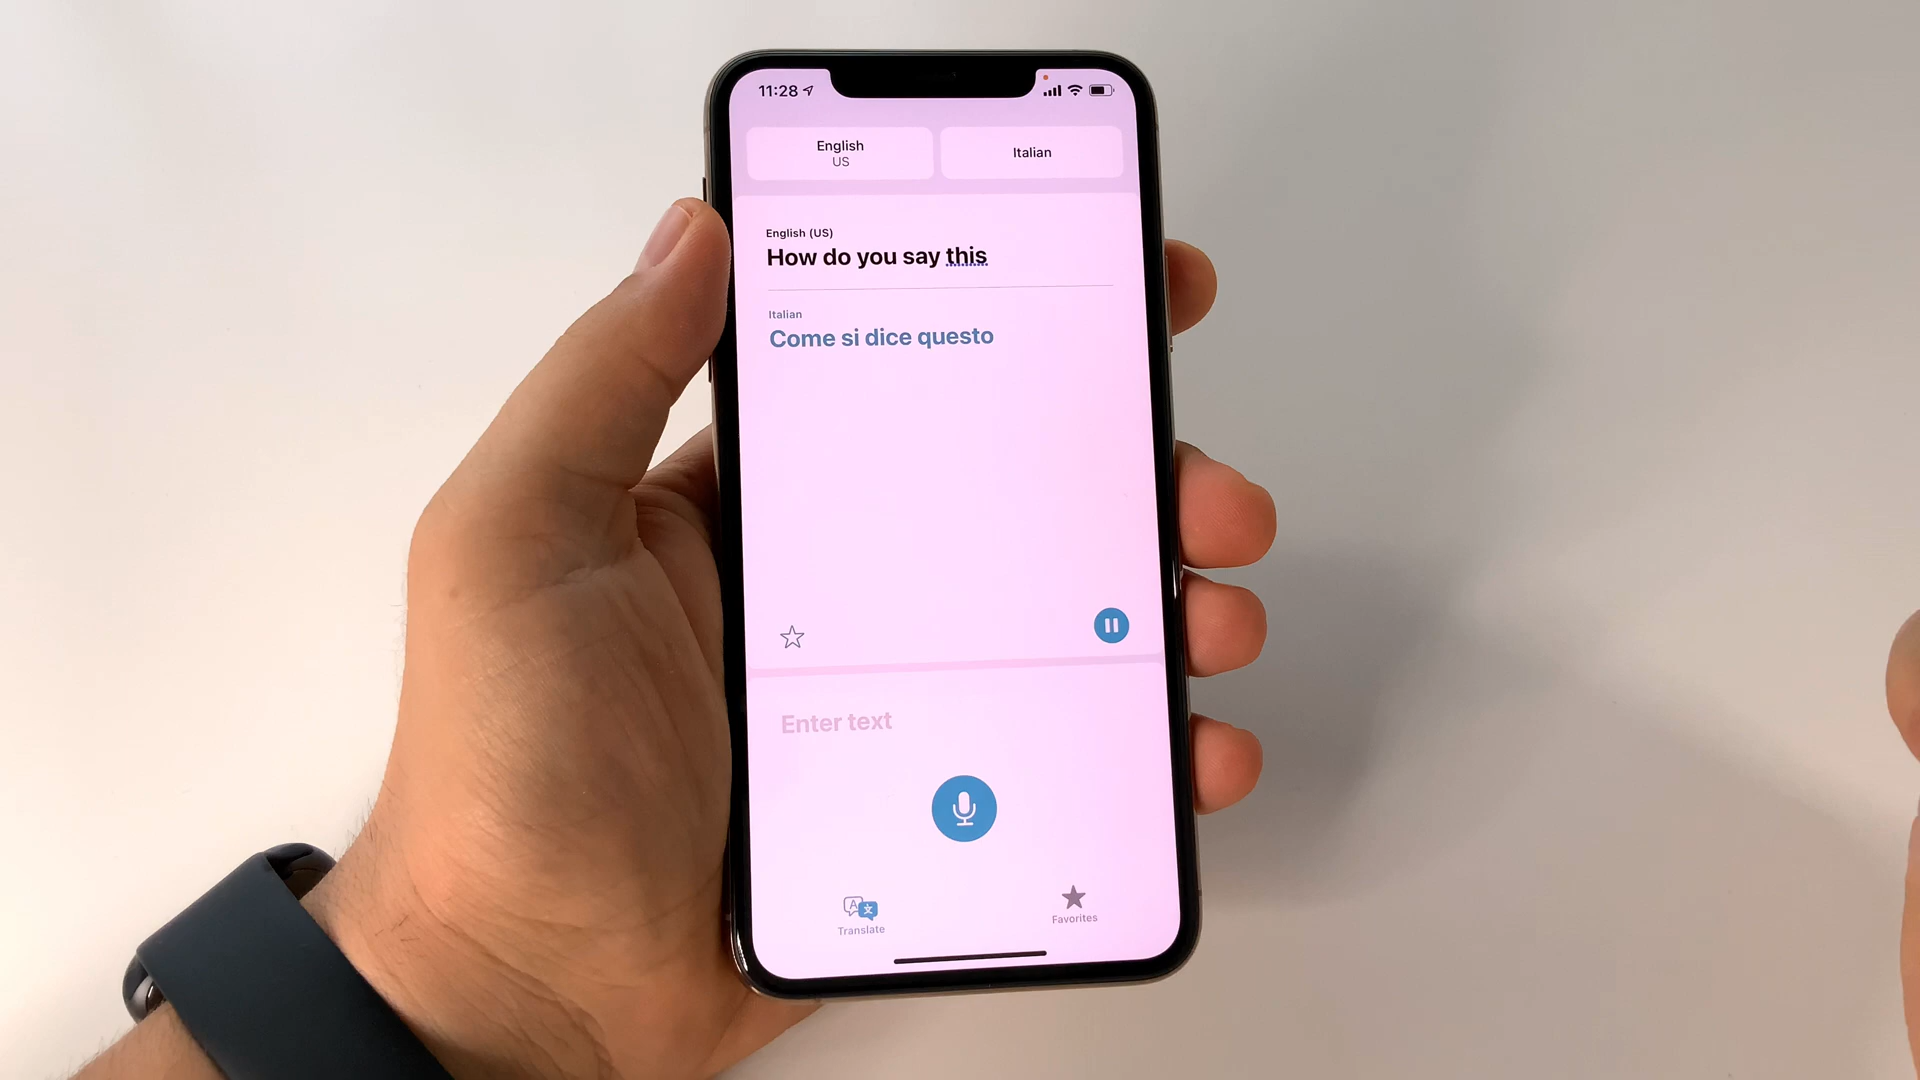 11:28
English
US
Italian
English (US)
How do you say this
Italian
Come si dice questo
Enter text
A 文
Translate
Favorites